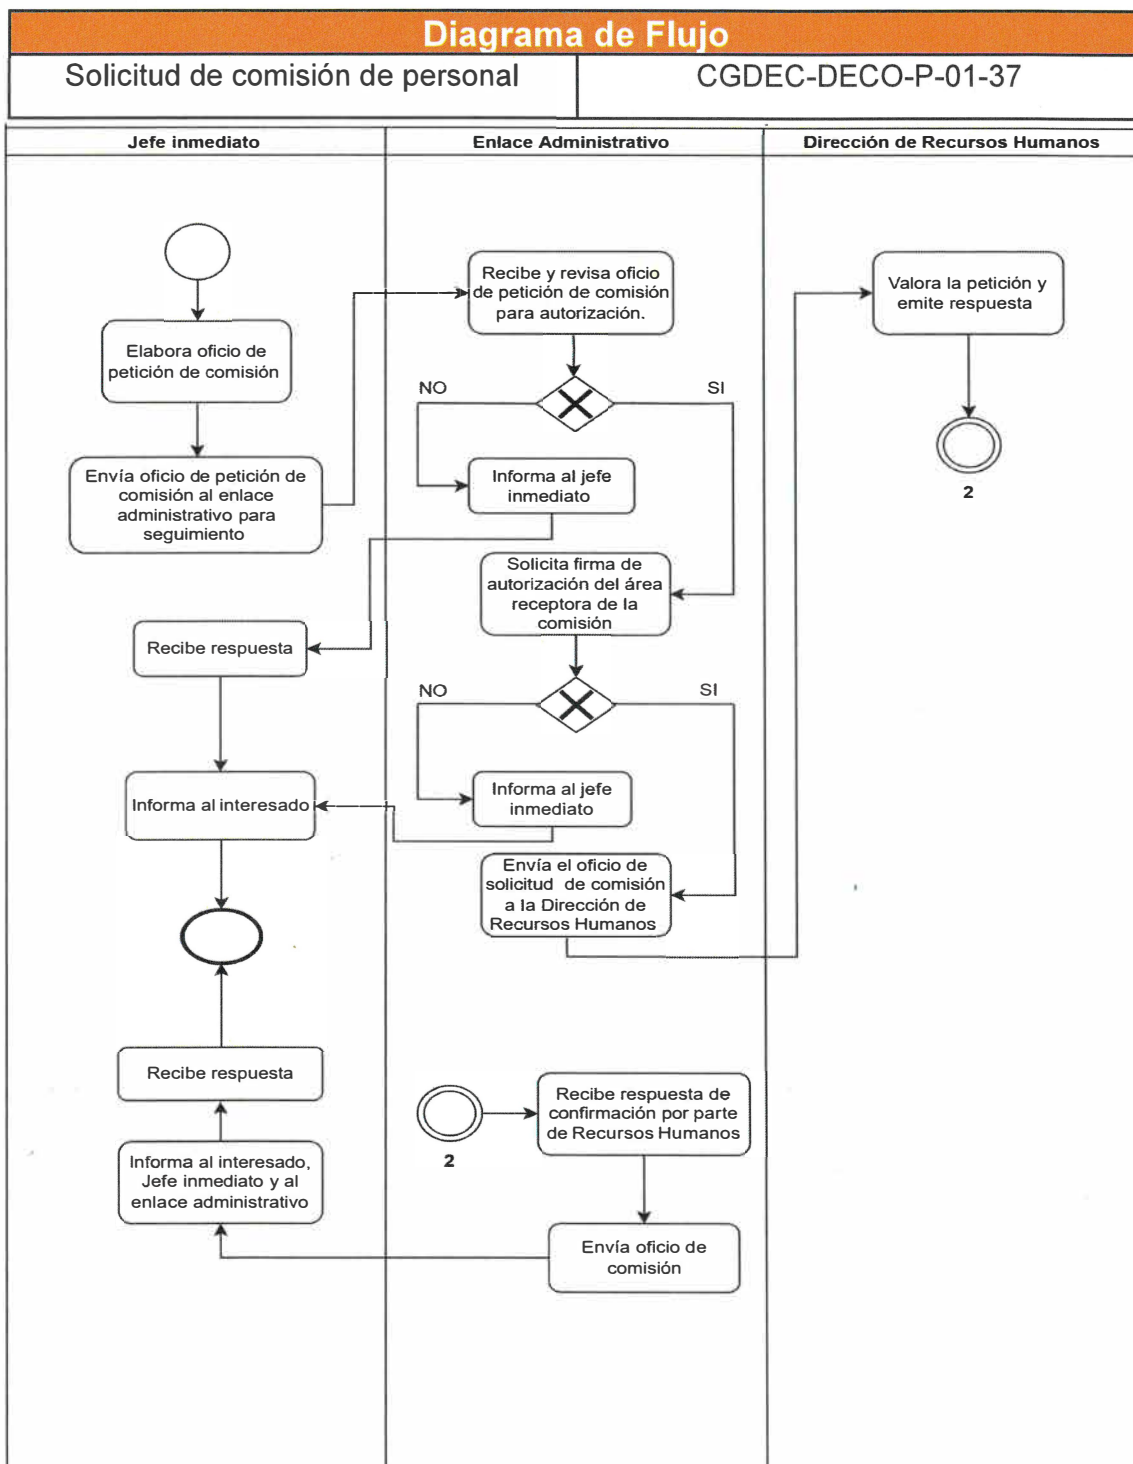 Diagrama de Flujo
Solicitud de comisión de personal
CGDEC-DECO-P-01-37
Jefe inmediato
Enlace Administrativo
Dirección de Recursos Humanos
Elabora oficio de
petición de comisión
Envía oficio de petición de
comisión al enlace
administrativo para
seguimiento
Recibe y revisa oficio
de petición de comisión
para autorización.
NO
SI
Informa al jefe
inmediato
Solicita firma de
autorización del área
receptora de la
comisión
Recibe respuesta
NO
SI
Informa al jefe
inmediato
Informa al interesado
Envía el oficio de
solicitud de comisión
a la Dirección de
Recursos Humanos
Valora la petición y
emite respuesta
2
2
Recibe respuesta de
confirmación por parte
de Recursos Humanos
Envía oficio de
comisión
Informa al interesado,
Jefe inmediato y al
enlace administrativo
Recibe respuesta